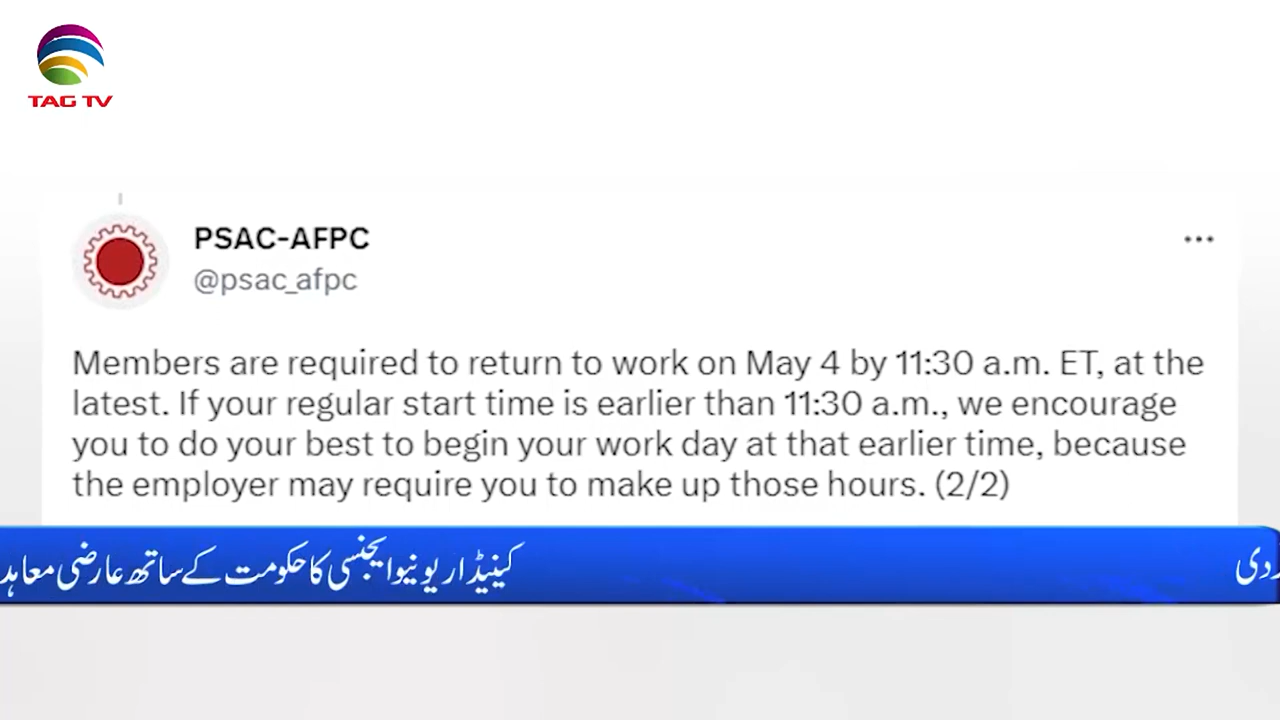 TAG TV
PSAC-AFPC
@psac_afpc
Members are required to return to work on May 4 by 11:30 a.m. ET, at the
latest. If your regular start time is earlier than 11:30 a.m., we encourage
you to do your best to begin your work day at that earlier time, because
the employer may require you to make up those hours. (2/2)
کینیڈا ریونیو ایجنسی کا حکومت کے ساتھ عارضی